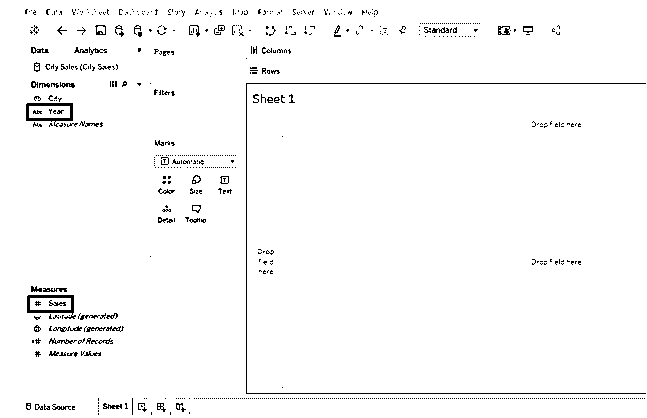 File Data Worksheet Dashboard Story Analysis Map Format Server Window Help
Standard
Data Analytics
Pages
Columns
City Sales (City Sales)
Rows
Dimensions
Filters
City
Abc Year
Abc Measure Names
Sheet 1
Drop field here
Marks
Automatic
Color Size Text
Detail Tooltip
Drop
field
here
Drop field here
Measures
# Sales
Latitude (generated)
Longitude (generated)
Number of Records
# Measure Values
Data Source Sheet 1